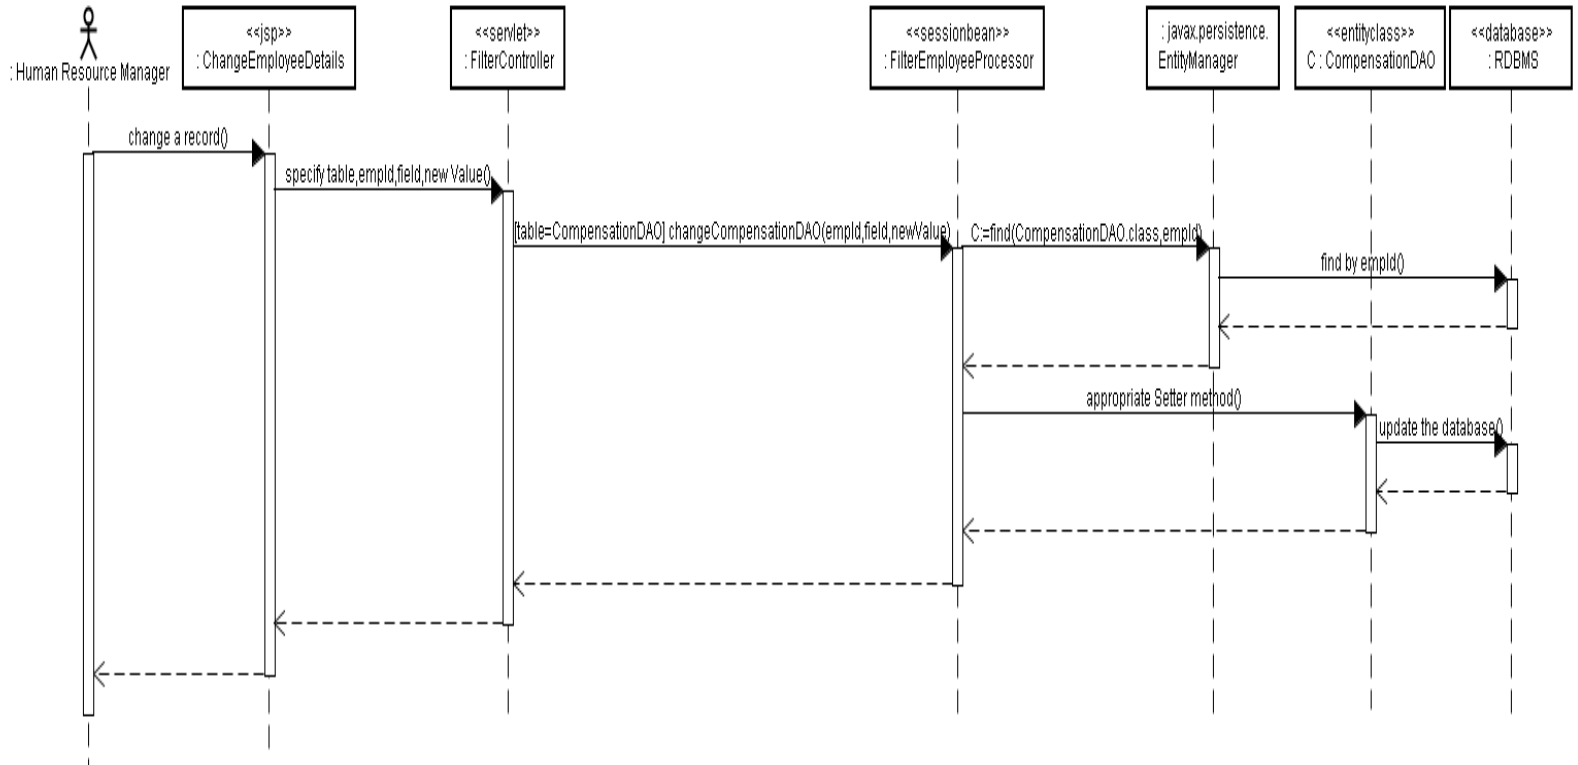 : Human Resource Manager
<<jsp>>
: ChangeEmployeeDetails
<<servlet>>
: FilterController
<<sessionbean>>
: FilterEmployeeProcessor
: javax.persistence.
EntityManager
<<entityclass>>
C : CompensationDAO
<<database>>
: RDBMS
change a record()
specify table,empId,field,new Value()
[table=CompensationDAO] changeCompensationDAO(empId,field,newValue)
C:=find(CompensationDAO.class,empId)
find by empId()
appropriate Setter method()
update the database()